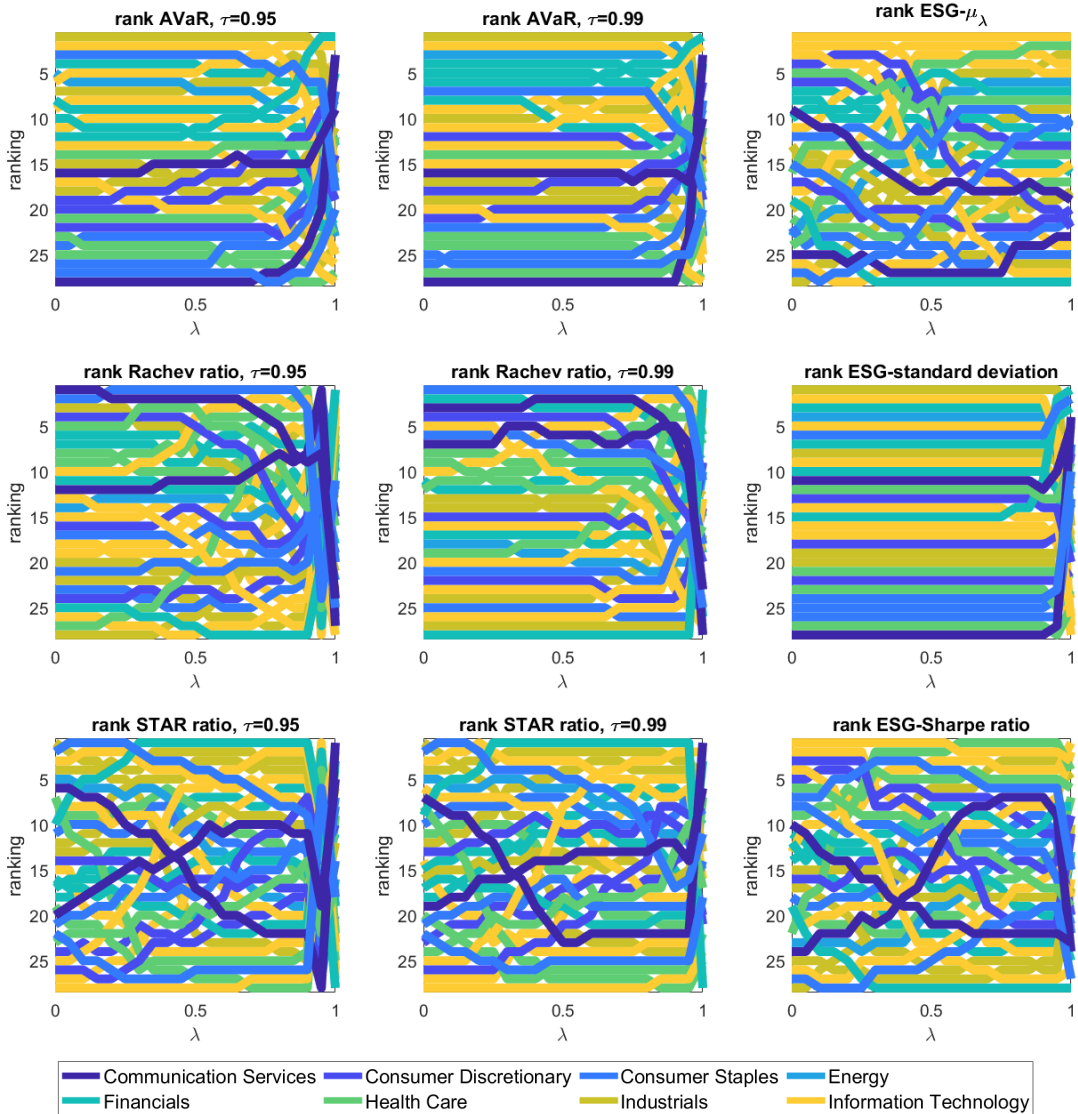 rank AVaR, τ=0.95
rank AVaR, τ=0.99
rank ESG-μλ
ranking
5
10
15
20
25
0
0.5
1
λ
ranking
5
10
15
20
25
0
0.5
1
λ
ranking
5
10
15
20
25
0
0.5
1
λ
rank Rachev ratio, τ=0.95
rank Rachev ratio, τ=0.99
rank ESG-standard deviation
ranking
5
10
15
20
25
0
0.5
1
λ
ranking
5
10
15
20
25
0
0.5
1
λ
ranking
5
10
15
20
25
0
0.5
1
λ
rank STAR ratio, τ=0.95
rank STAR ratio, τ=0.99
rank ESG-Sharpe ratio
ranking
5
10
15
20
25
0
0.5
1
λ
ranking
5
10
15
20
25
0
0.5
1
λ
ranking
5
10
15
20
25
0
0.5
1
λ
Communication Services Consumer Discretionary Consumer Staples Energy
Financials Health Care Industrials Information Technology